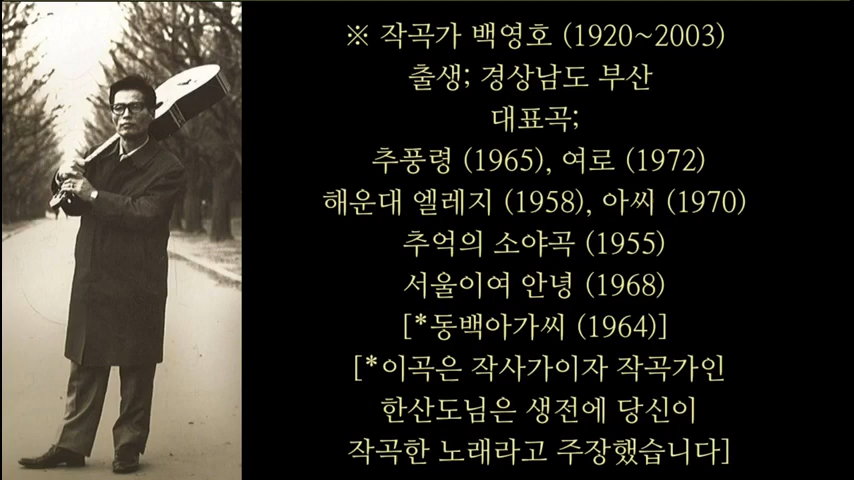 ※ 작곡가 백영호 (1920~2003)
출생; 경상남도 부산
대표곡;
추풍령 (1965), 여로 (1972)
해운대 엘레지 (1958), 아씨 (1970)
추억의 소야곡 (1955)
서울이여 안녕 (1968)
[*동백아가씨 (1964)]
[*이곡은 작사가이자 작곡가인
한산도님은 생전에 당신이
작곡한 노래라고 주장했습니다]